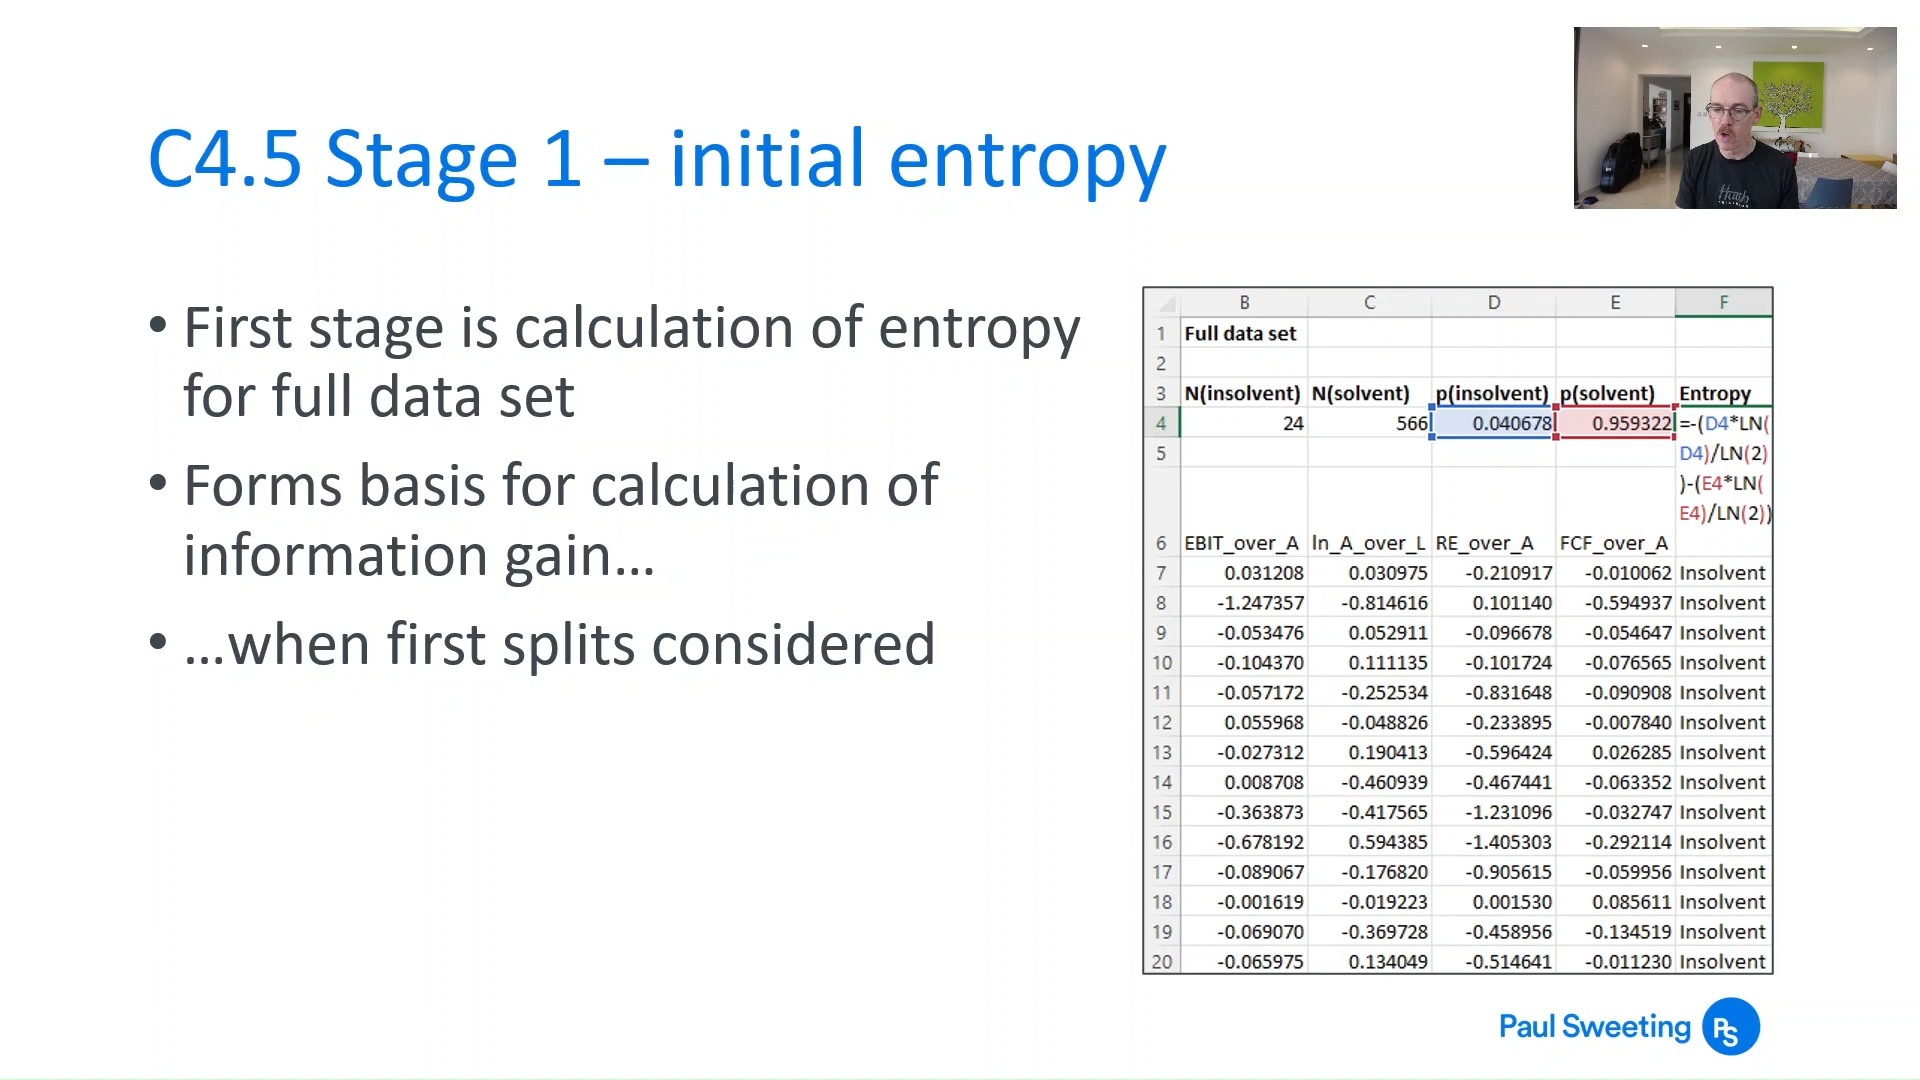 C4.5 Stage 1 – initial entropy
• First stage is calculation of entropy
for full data set
• Forms basis for calculation of
information gain…
• …when first splits considered
B C D E F
1 Full data set
2
3 N(insolvent) N(solvent) p(insolvent) p(solvent) Entropy
4 24 566 0.040678 0.959322 =-(D4*LN(
5 D4)/LN(2)
)-(E4*LN(
E4)/LN(2))
6 EBIT_over_A ln_A_over_L RE_over_A FCF_over_A
7 0.031208 0.030975 -0.210917 -0.010062 Insolvent
8 -1.247357 -0.814616 0.101140 -0.594937 Insolvent
9 -0.053476 0.052911 -0.096678 -0.054647 Insolvent
10 -0.104370 0.111135 -0.101724 -0.076565 Insolvent
11 -0.057172 -0.252534 -0.831648 -0.090908 Insolvent
12 0.055968 -0.048826 -0.233895 -0.007840 Insolvent
13 -0.027312 0.190413 -0.596424 0.026285 Insolvent
14 0.008708 -0.460939 -0.467441 -0.063352 Insolvent
15 -0.363873 -0.417565 -1.231096 -0.032747 Insolvent
16 -0.678192 0.594385 -1.405303 -0.292114 Insolvent
17 -0.089067 -0.176820 -0.905615 -0.059956 Insolvent
18 -0.001619 -0.019223 0.001530 0.085611 Insolvent
19 -0.069070 -0.369728 -0.458956 -0.134519 Insolvent
20 -0.065975 0.134049 -0.514641 -0.011230 Insolvent
Paul Sweeting PS